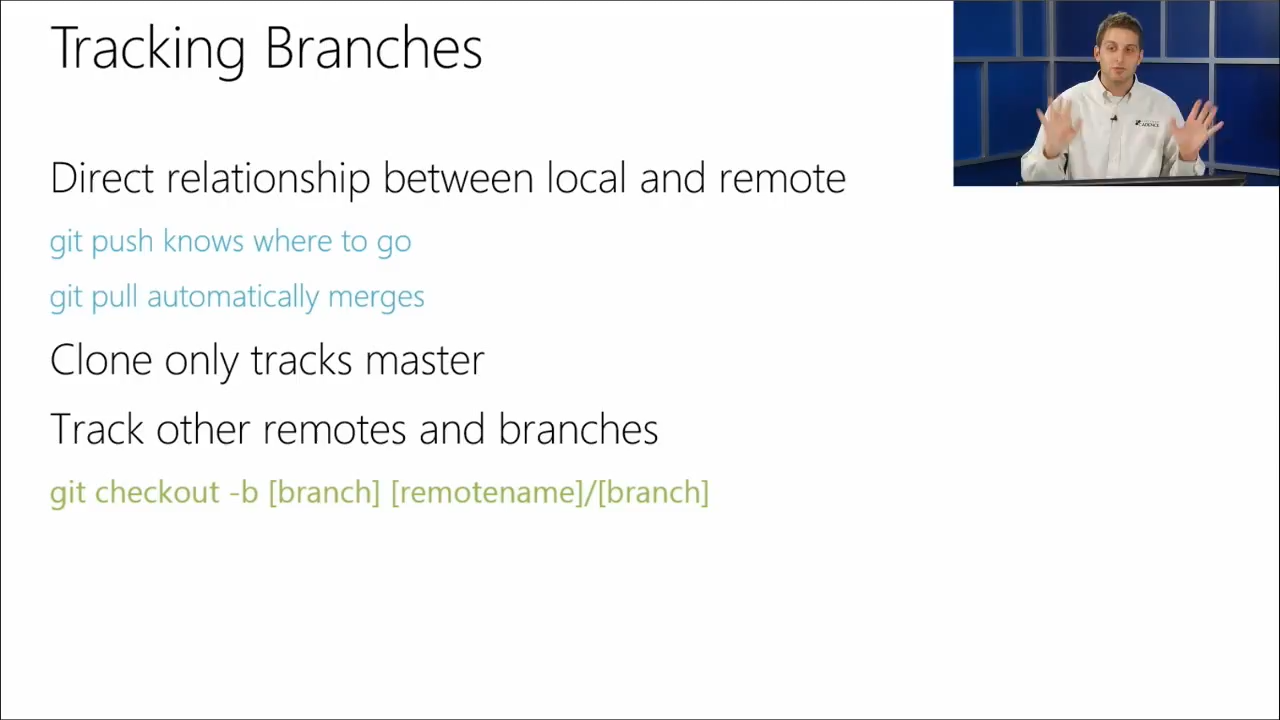 Tracking Branches
Direct relationship between local and remote
git push knows where to go
git pull automatically merges
Clone only tracks master
Track other remotes and branches
git checkout -b [branch] [remotename]/[branch]